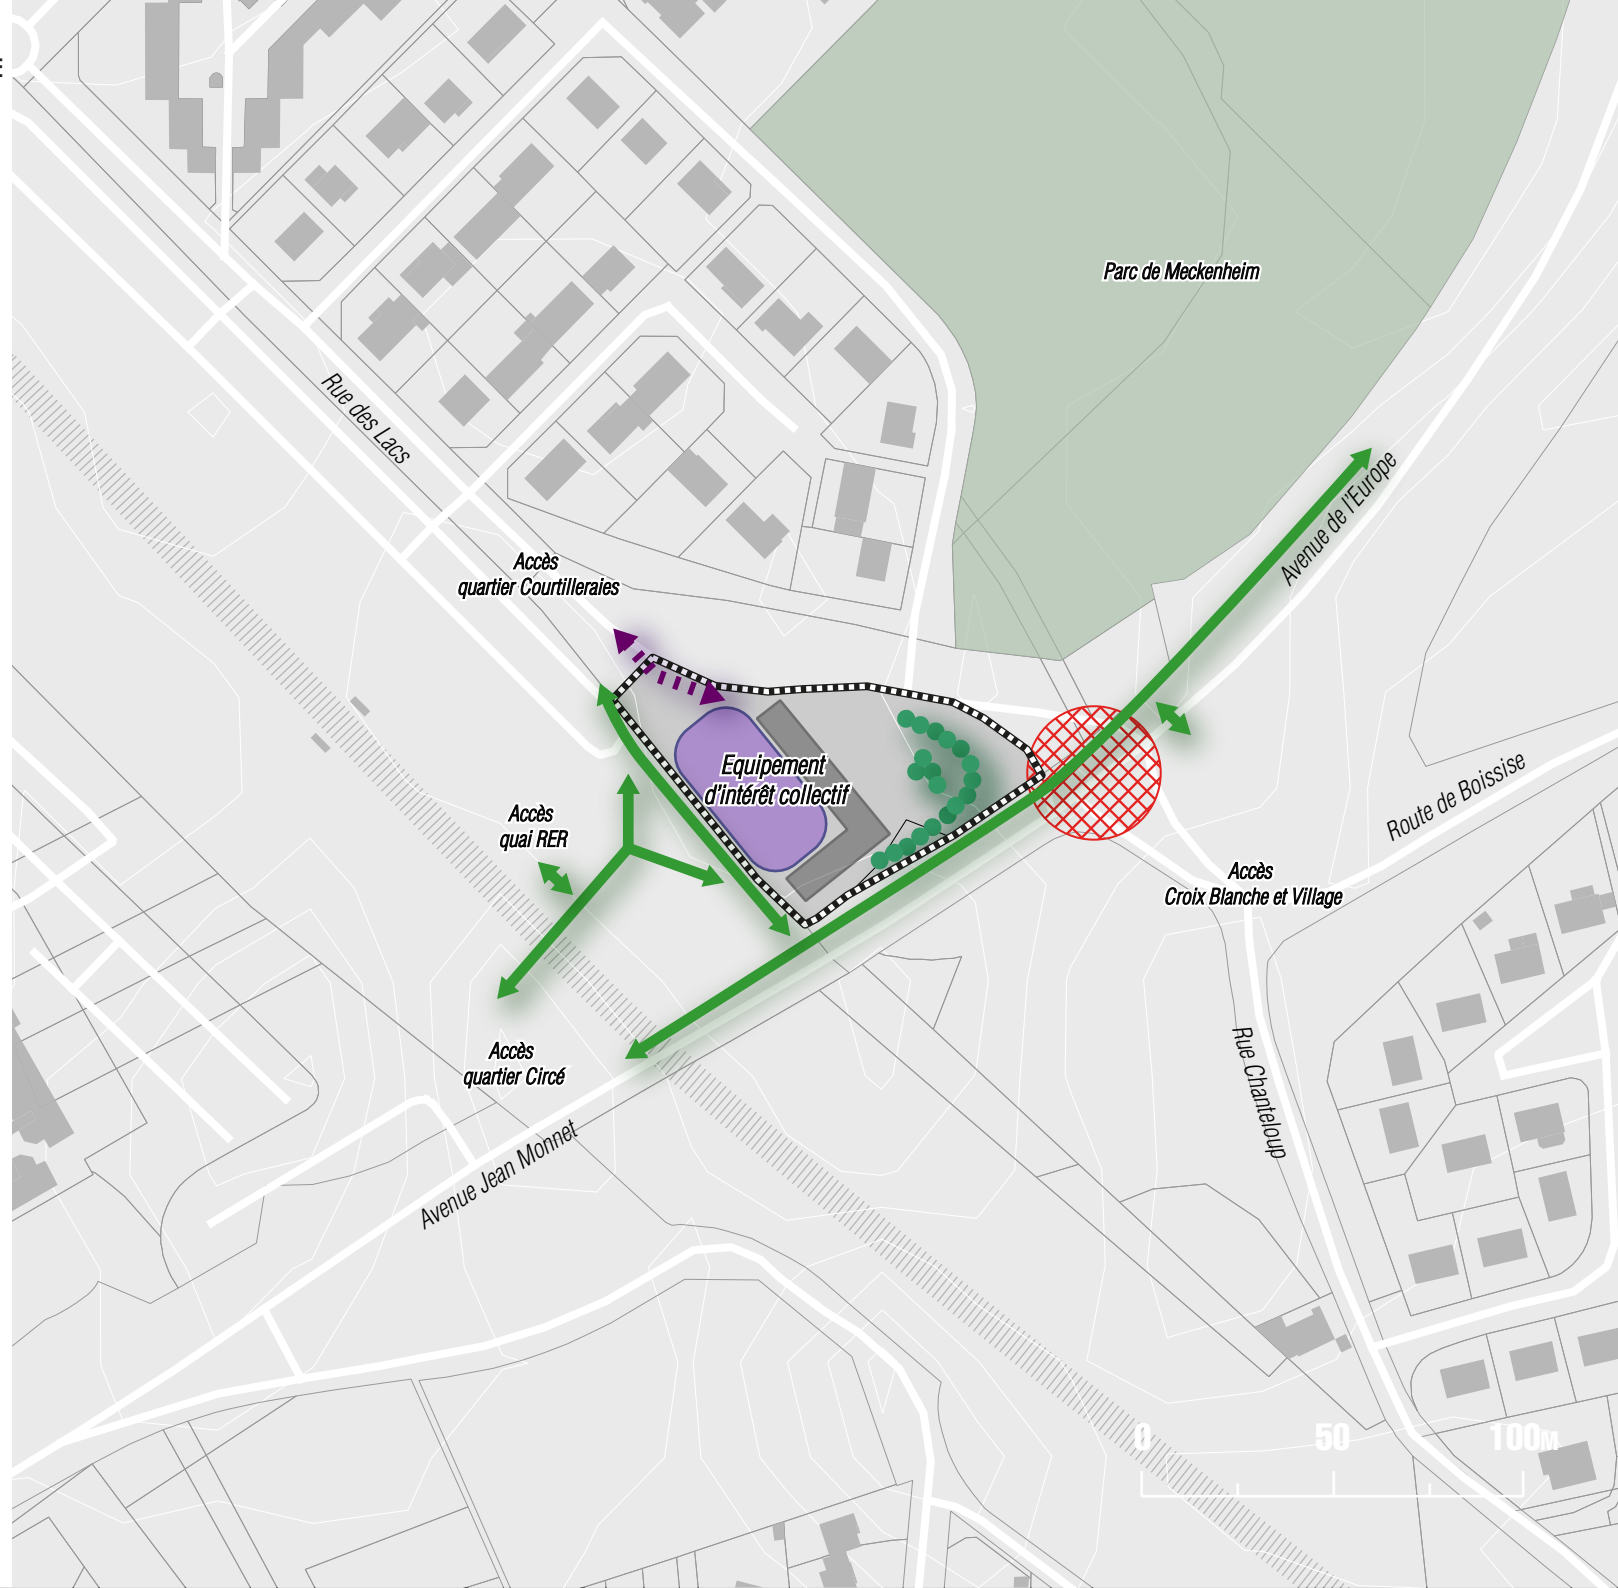 Parc de Meckenheim
Rue des Lacs
Avenue de l'Europe
Accès
quartier Courtilleraies
Equipement
d'intérêt collectif
Accès
quai RER
Route de Boissise
Accès
Croix Blanche et Village
Accès
quartier Circé
Rue Chanteloup
Avenue Jean Monnet
0 50 100M